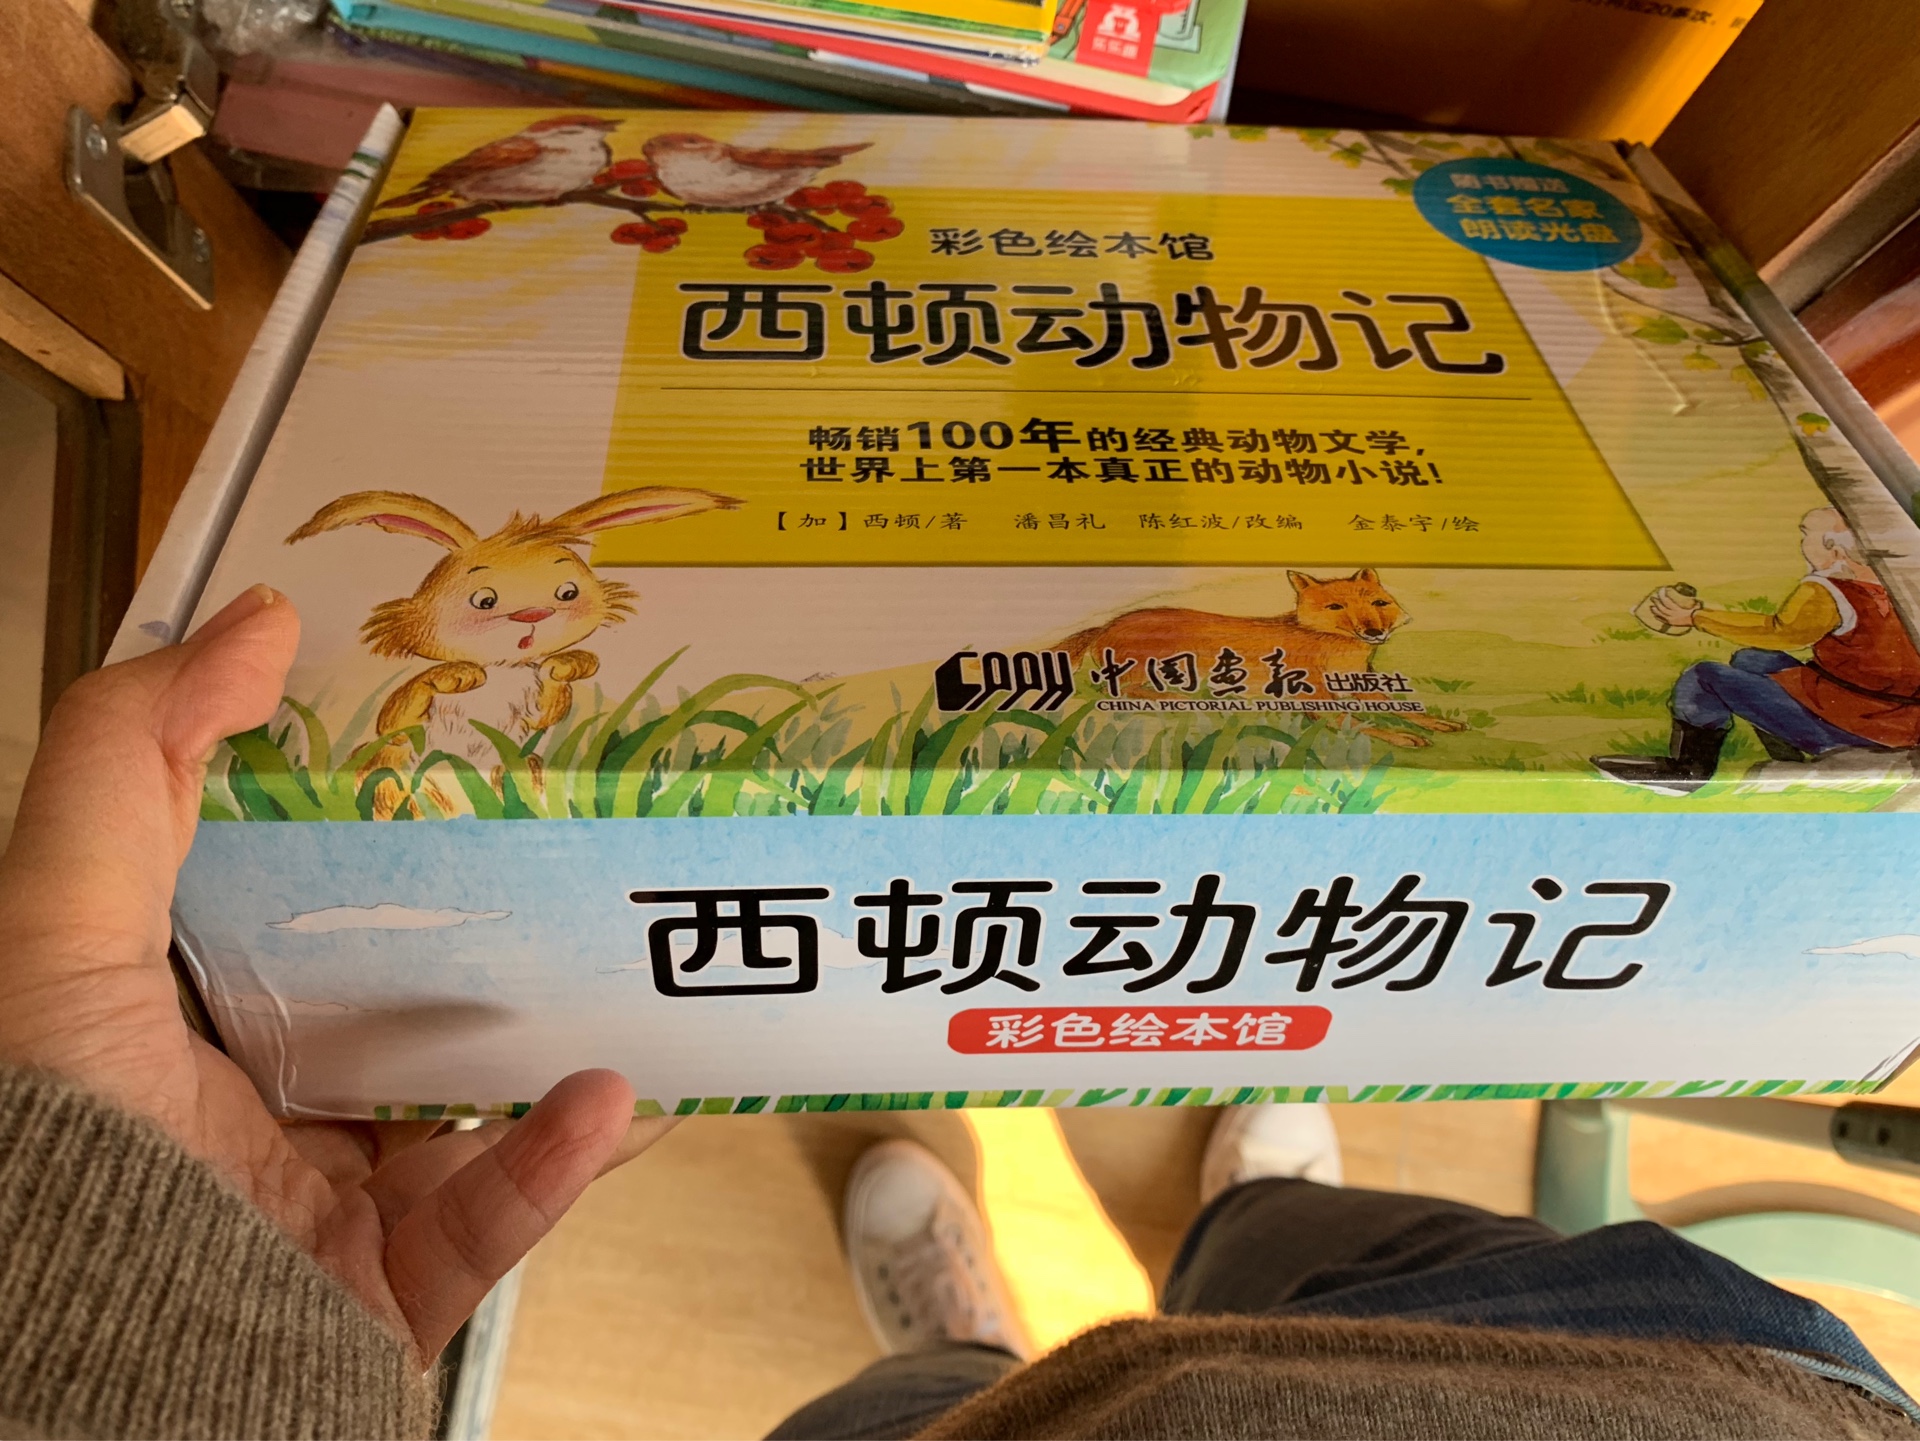 乐乐趣
随书赠送
全套名家
朗读光盘
彩色绘本馆
西顿动物记
畅销100年的经典动物文学,
世界上第一本真正的动物小说!
【加】西顿/著 潘昌礼 陈红波/改编 金泰宇/绘
CPPH 中国画报出版社
CHINA PICTORIAL PUBLISHING HOUSE
西顿动物记
彩色绘本馆